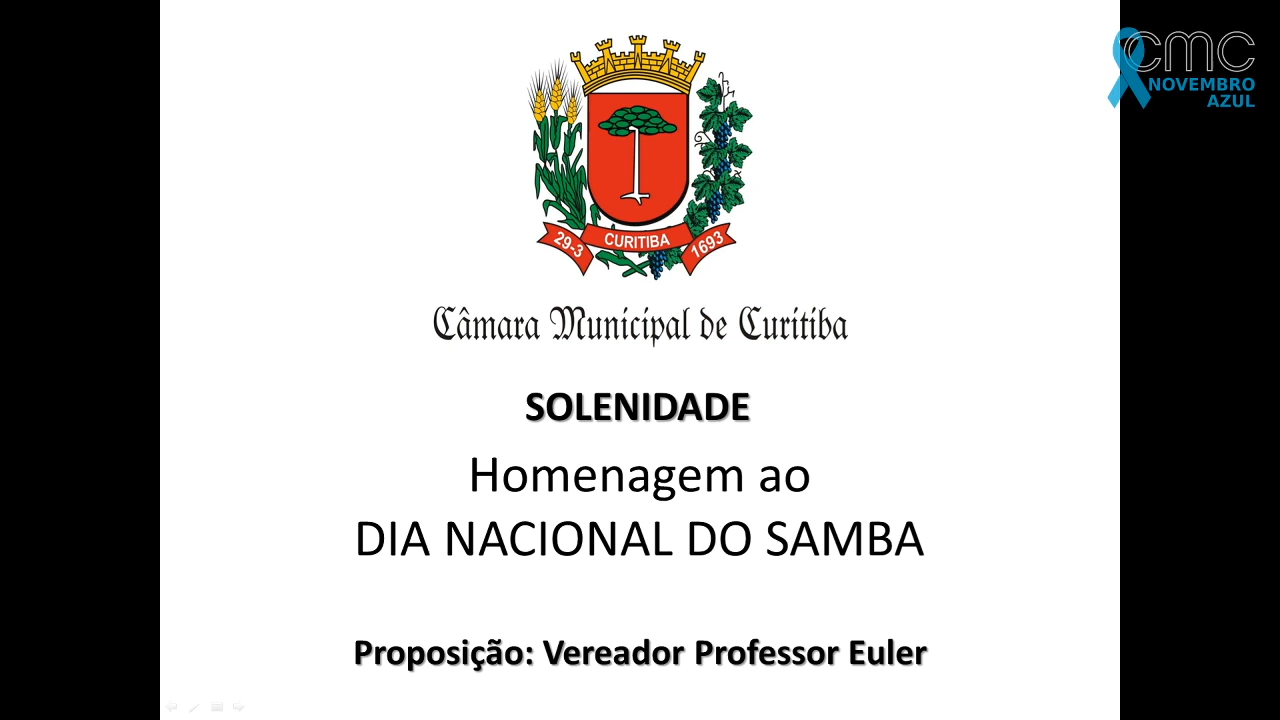 cmc
NOVEMBRO
AZUL
29-3 CURITIBA 1693
Câmara Municipal de Curitiba
SOLENIDADE
Homenagem ao
DIA NACIONAL DO SAMBA
Proposição: Vereador Professor Euler